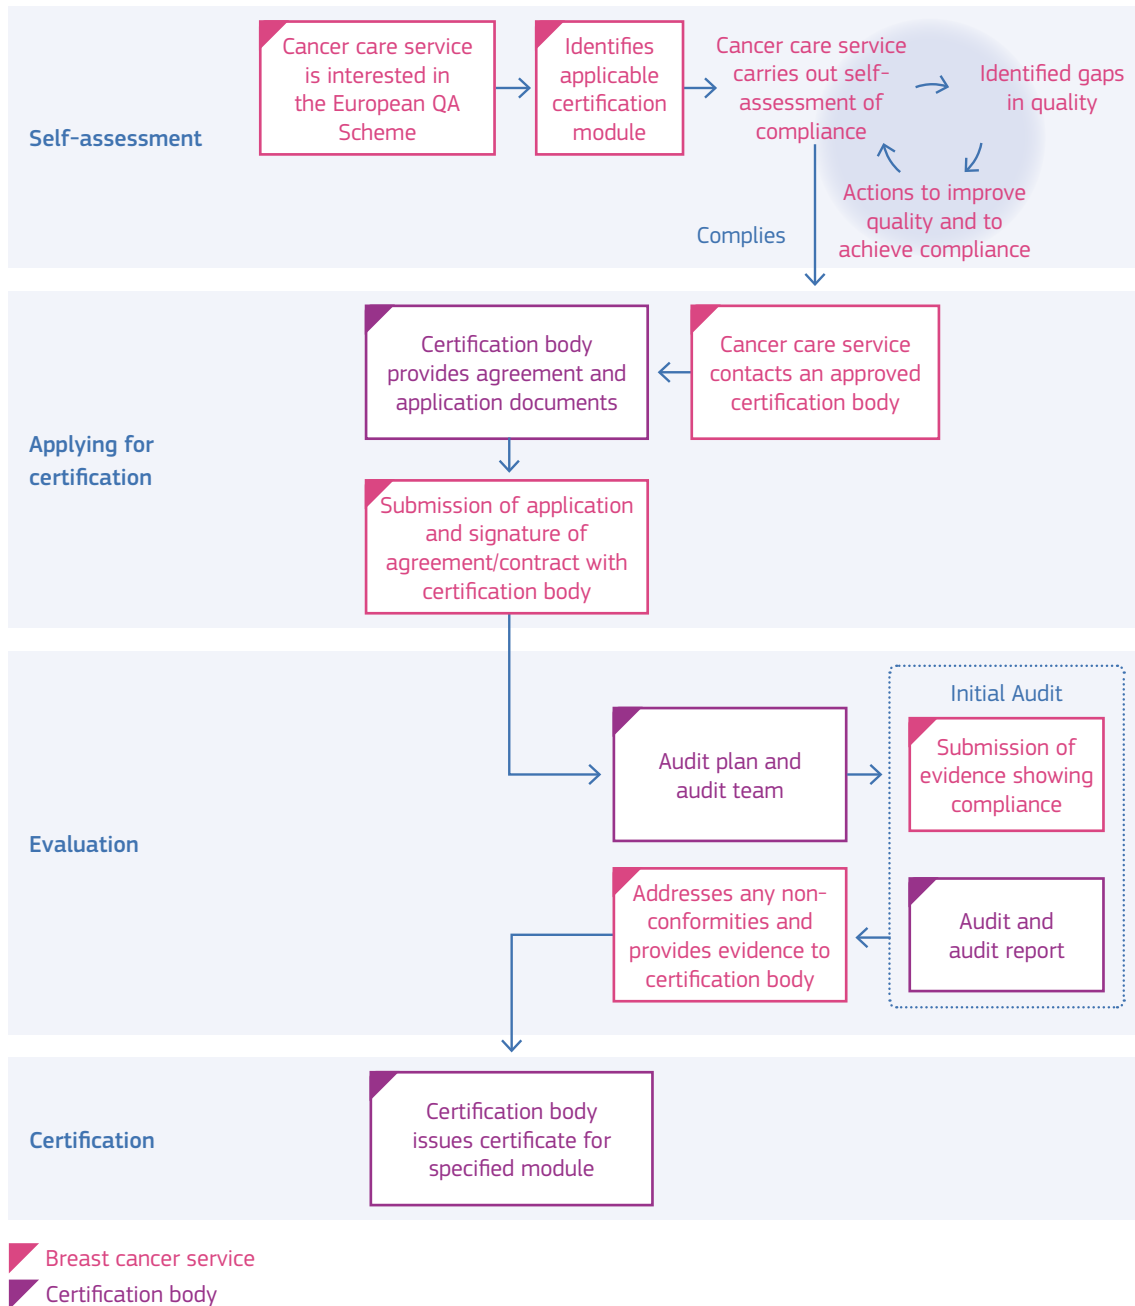 Self-assessment
Cancer care service
is interested in
the European QA
Scheme
Identifies
applicable
certification
module
Cancer care service
carries out self-
assessment of
compliance
Identified gaps
in quality
Actions to improve
quality and to
achieve compliance
Complies
Applying for
certification
Certification body
provides agreement and
application documents
Cancer care service
contacts an approved
certification body
Submission of application
and signature of
agreement/contract with
certification body
Evaluation
Audit plan and
audit team
Initial Audit
Submission of
evidence showing
compliance
Audit and
audit report
Addresses any non-
conformities and
provides evidence to
certification body
Certification
Certification body
issues certificate for
specified module
Breast cancer service
Certification body